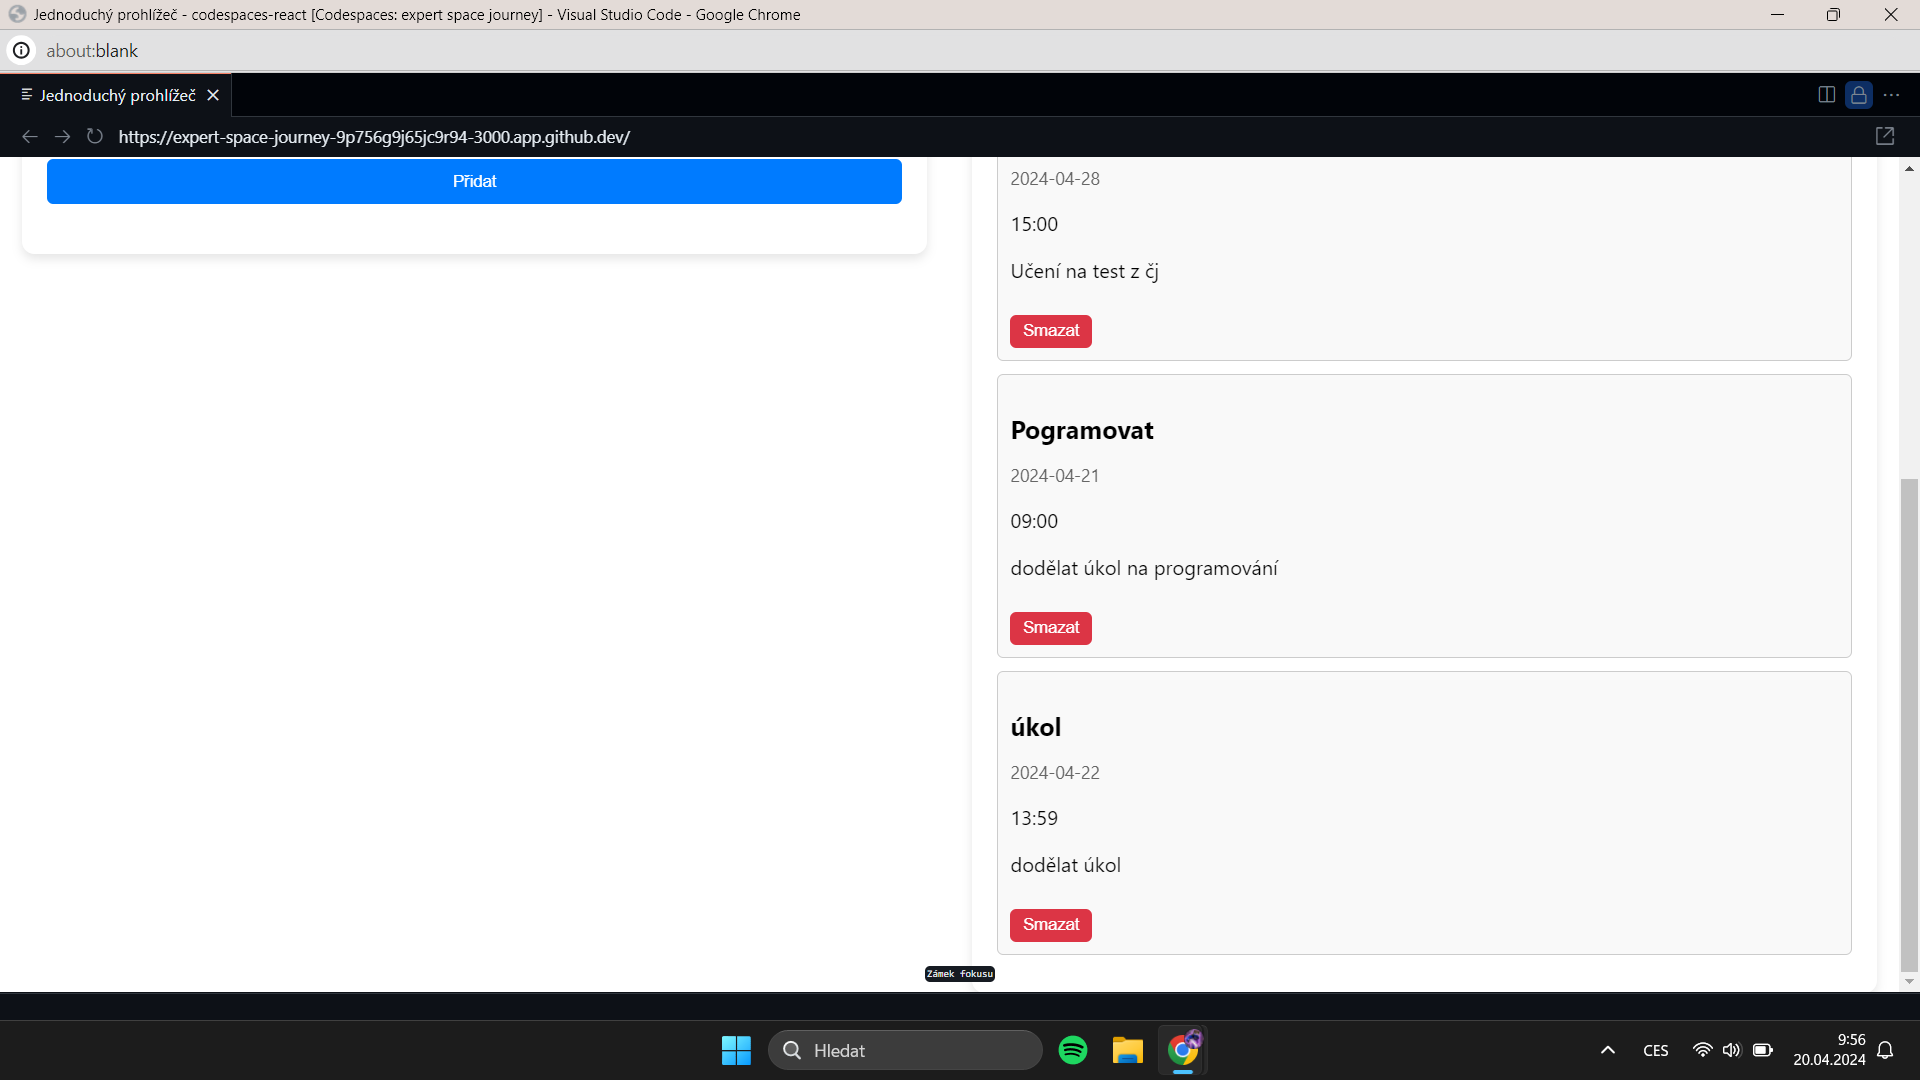 Jednoduchý prohlížeč - codespaces-react [Codespaces: expert space journey] - Visual Studio Code - Google Chrome
about:blank
Jednoduchý prohlížeč
https://expert-space-journey-9p756g9j65jc9r94-3000.app.github.dev/
Přidat
2024-04-28
15:00
Učení na test z čj
Smazat
Pogramovat
2024-04-21
09:00
dodělat úkol na programování
Smazat
úkol
2024-04-22
13:59
dodělat úkol
Smazat
Zámek fokusu
Hledat
CES
9:56
20.04.2024